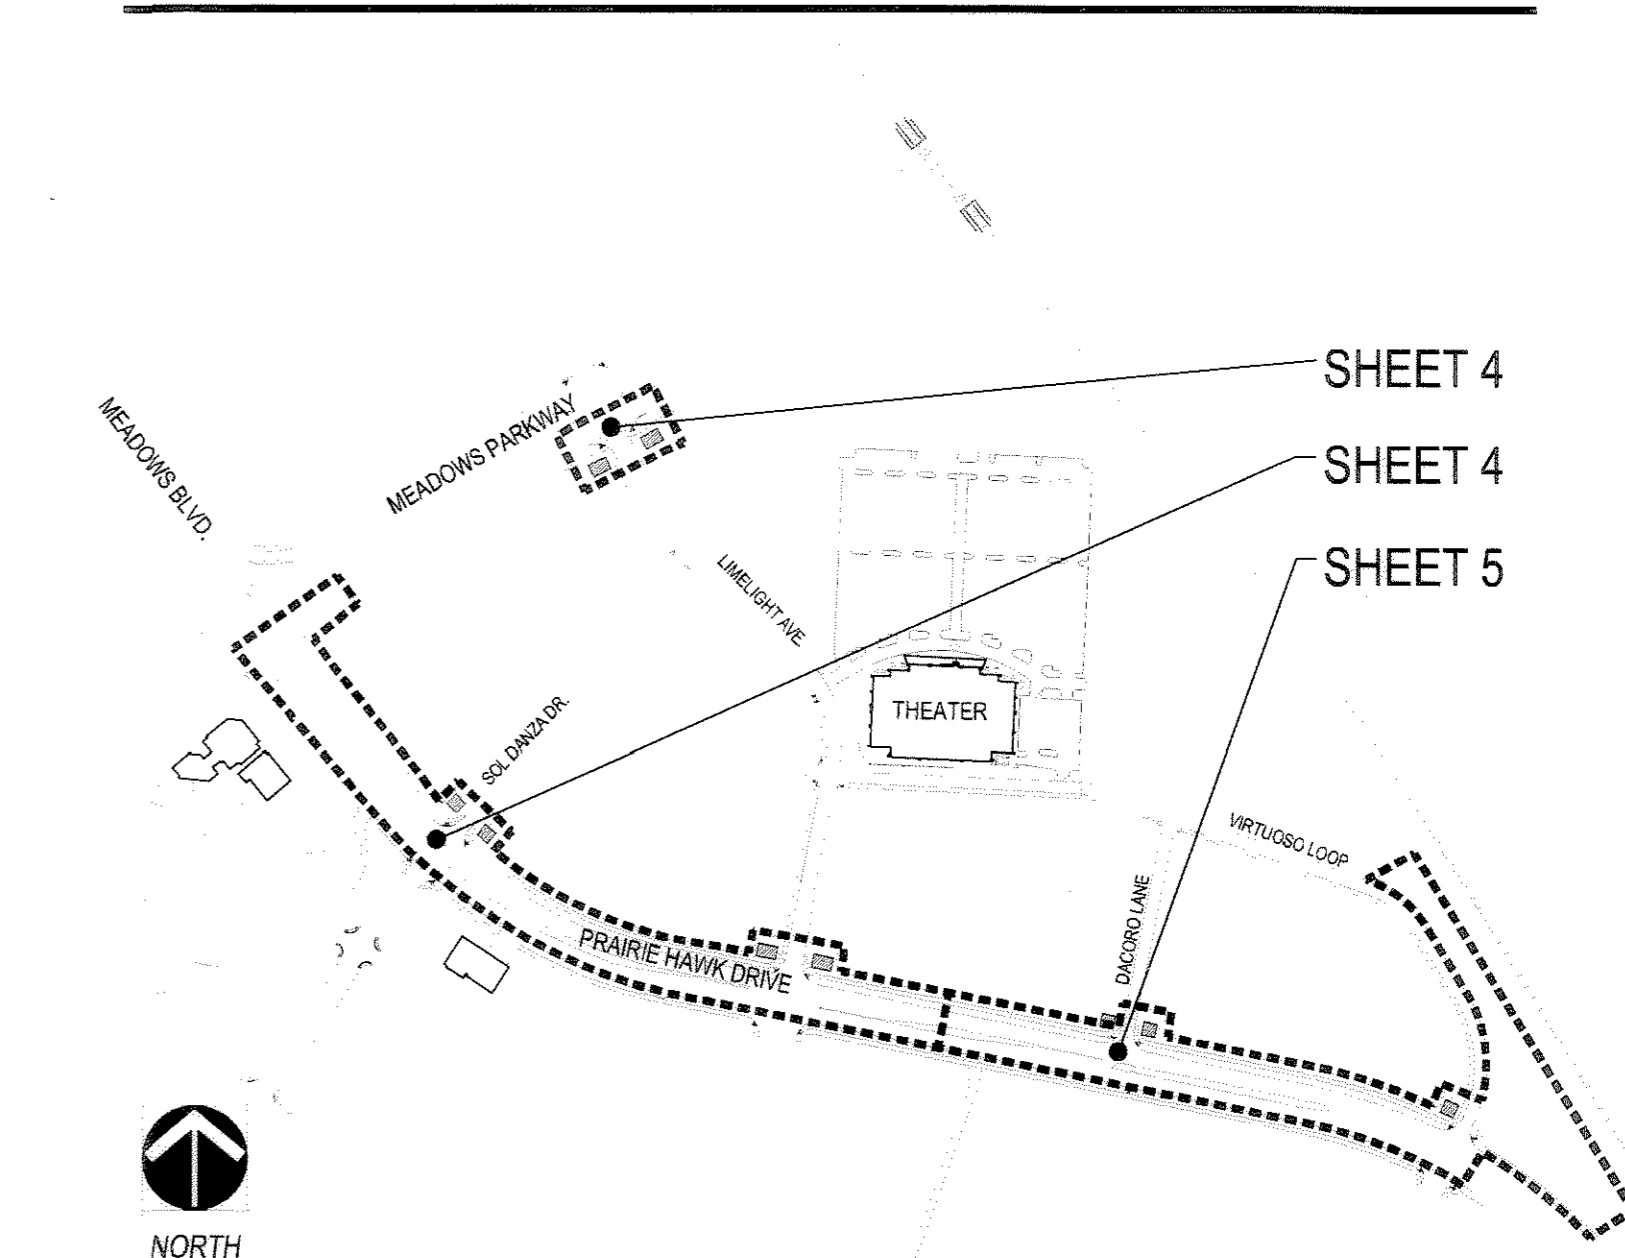 SHEET 4
MEADOWS BLVD.
MEADOWS PARKWAY
SHEET 4
SHEET 5
LIMELIGHT AVE
SOL DANZA DR.
THEATER
VIRTUOSO LOOP
DACORO LANE
PRAIRIE HAWK DRIVE
NORTH